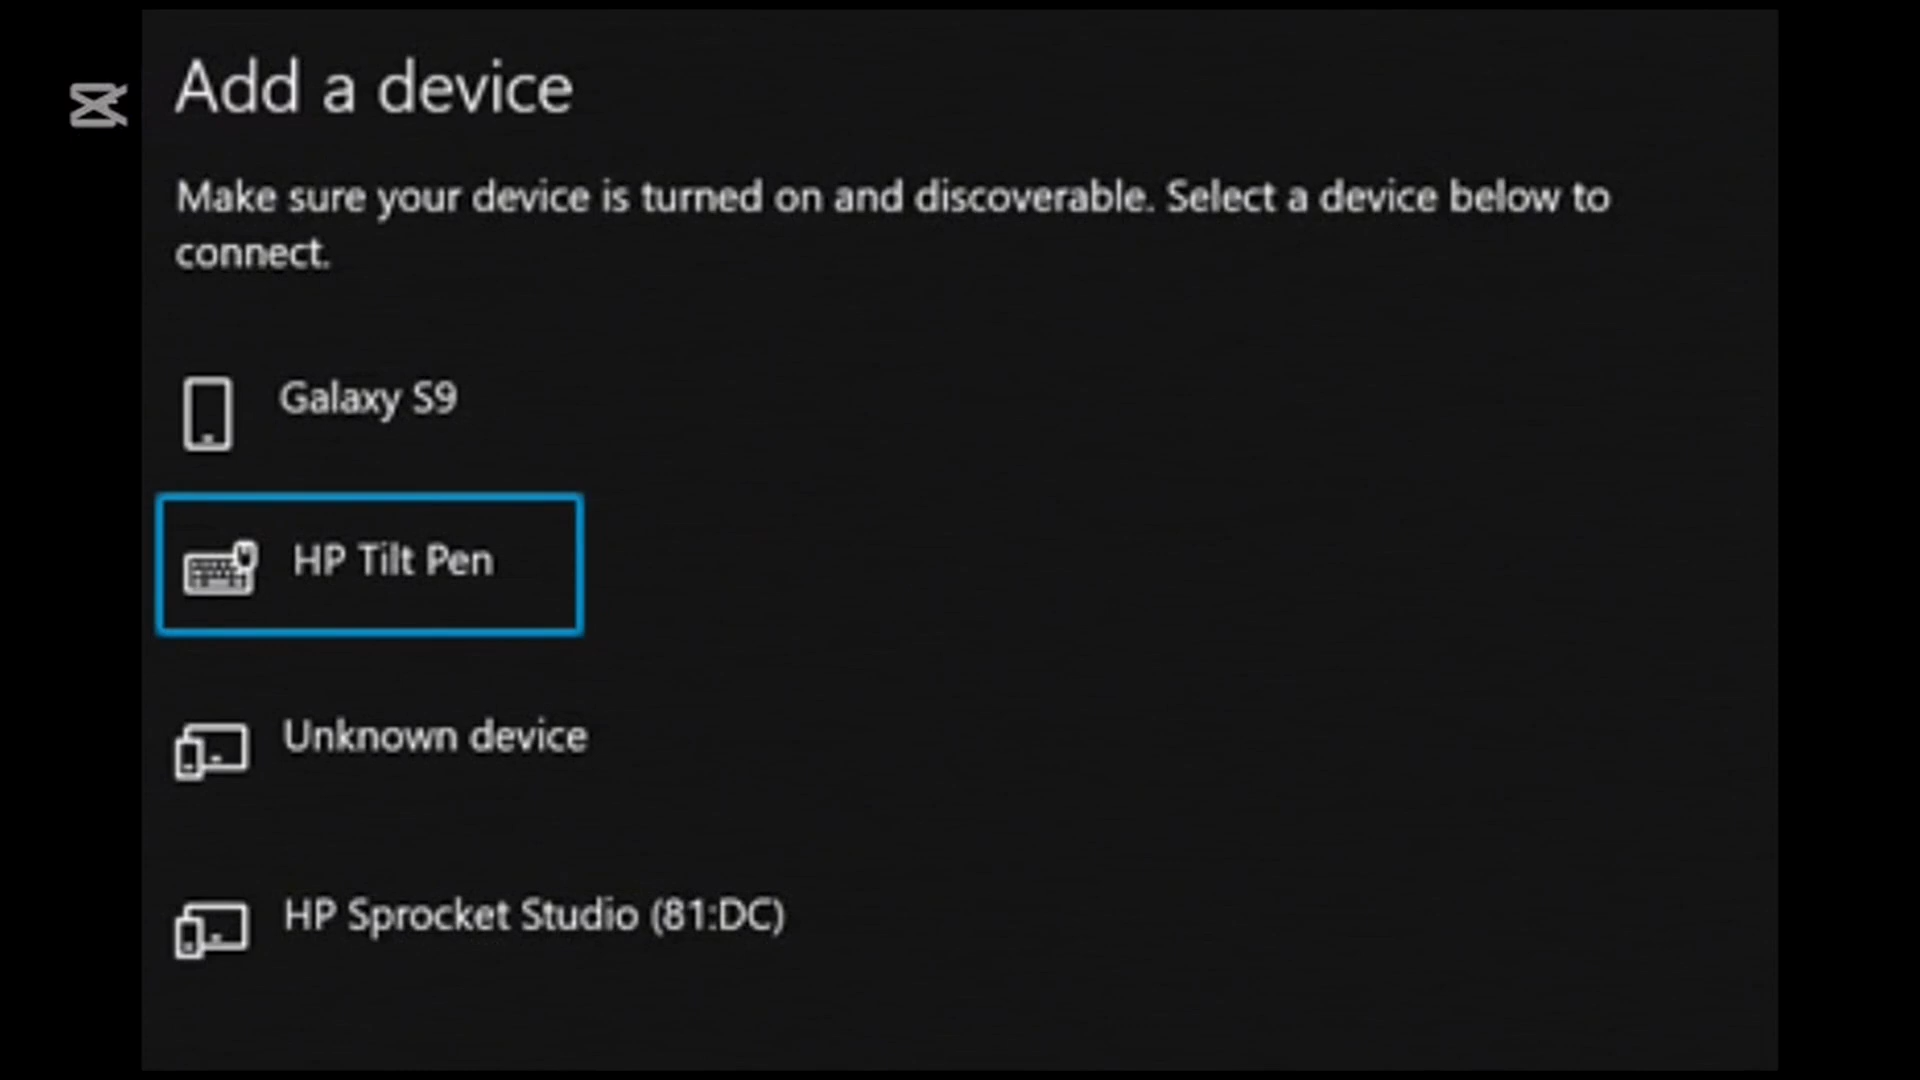 Add a device
Make sure your device is turned on and discoverable. Select a device below to
connect.
Galaxy S9
HP Tilt Pen
Unknown device
HP Sprocket Studio (81:DC)